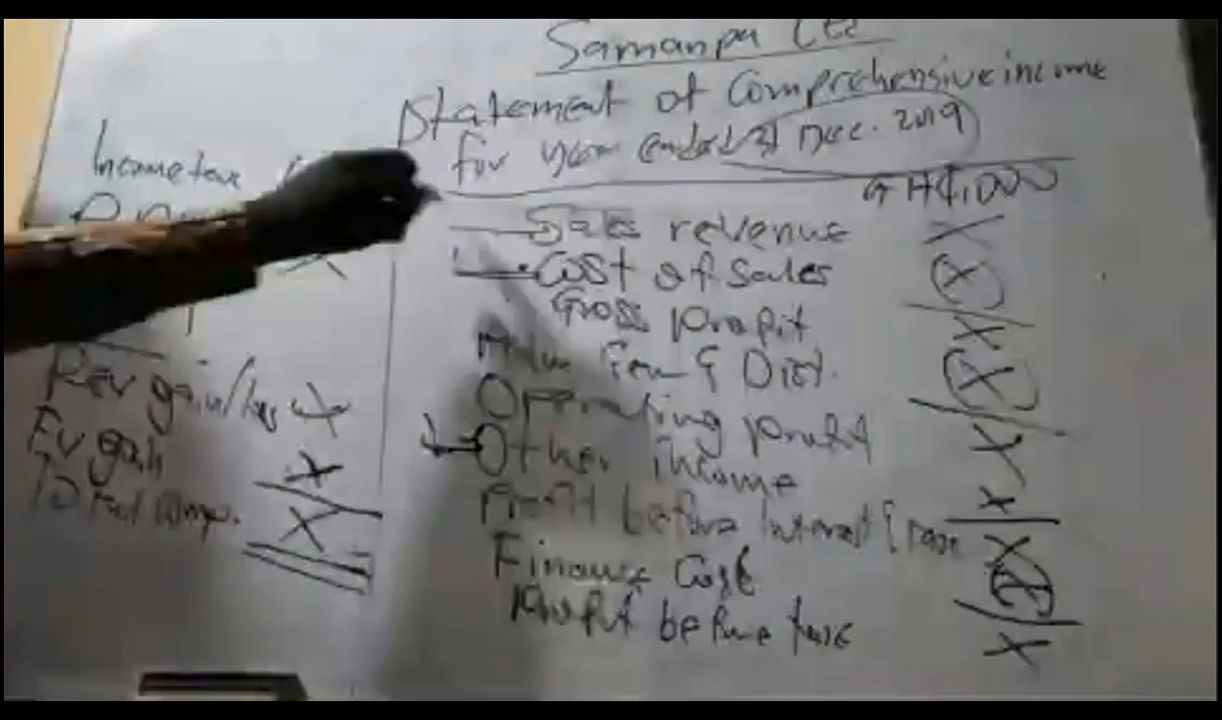 Samanpa Ltd
Statement of Comprehensive income
for year ended 31 Dec. 2019
GH¢,000
Sales revenue X
Cost of sales (X)
Gross profit X
Dist. (X)
Operating profit X
Other income X
Profit before interest & tax X
Finance Cost (X)
Profit before tax X
Income tax
Rev gain/loss X
Fv gain X
Total comp. X